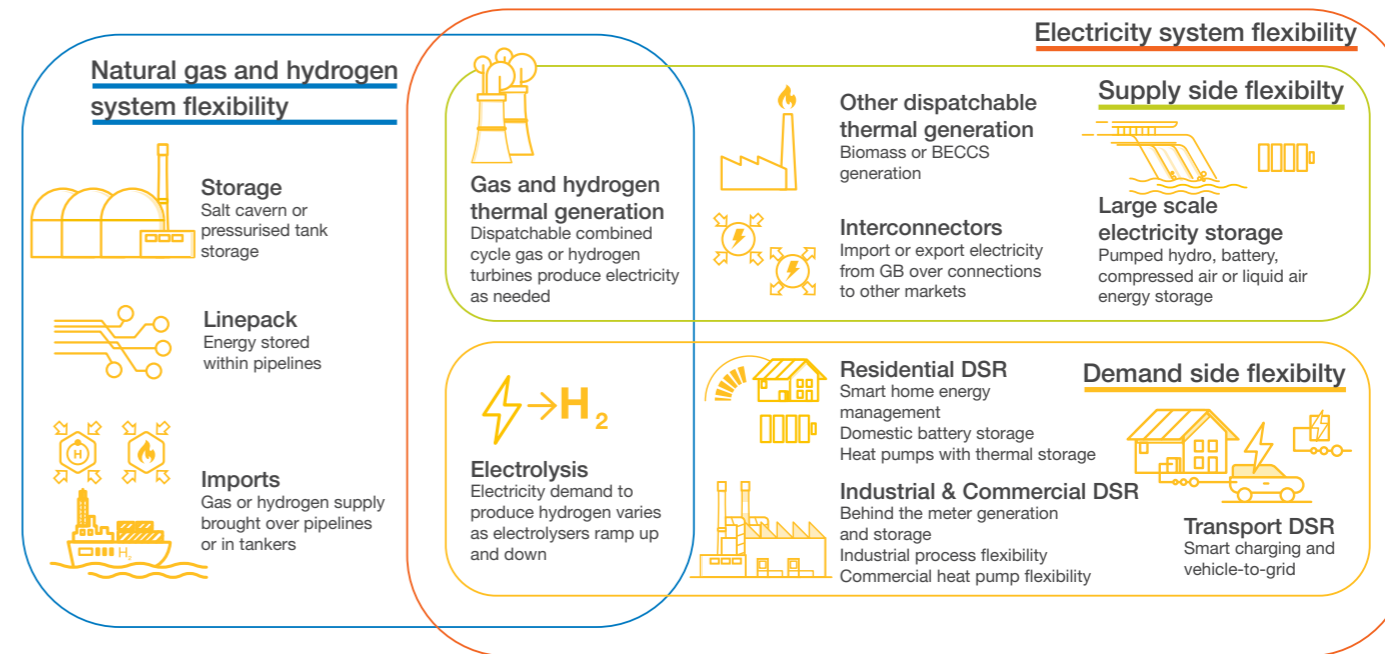 Natural gas and hydrogen
system flexibility
Storage
Salt cavern or
pressurised tank
storage
Linepack
Energy stored
within pipelines
H
Imports
Gas or hydrogen supply
brought over pipelines
or in tankers
H2
Electricity system flexibility
Supply side flexibilty
Gas and hydrogen
thermal generation
Dispatchable combined
cycle gas or hydrogen
turbines produce electricity
as needed
Other dispatchable
thermal generation
Biomass or BECCS
generation
Interconnectors
Import or export electricity
from GB over connections
to other markets
Large scale
electricity storage
Pumped hydro, battery,
compressed air or liquid air
energy storage
Demand side flexibilty
→H2
Electrolysis
Electricity demand to
produce hydrogen varies
as electrolysers ramp up
and down
Residential DSR
Smart home energy
management
Domestic battery storage
Heat pumps with thermal storage
Industrial & Commercial DSR
Behind the meter generation
and storage
Industrial process flexibility
Commercial heat pump flexibility
Transport DSR
Smart charging and
vehicle-to-grid